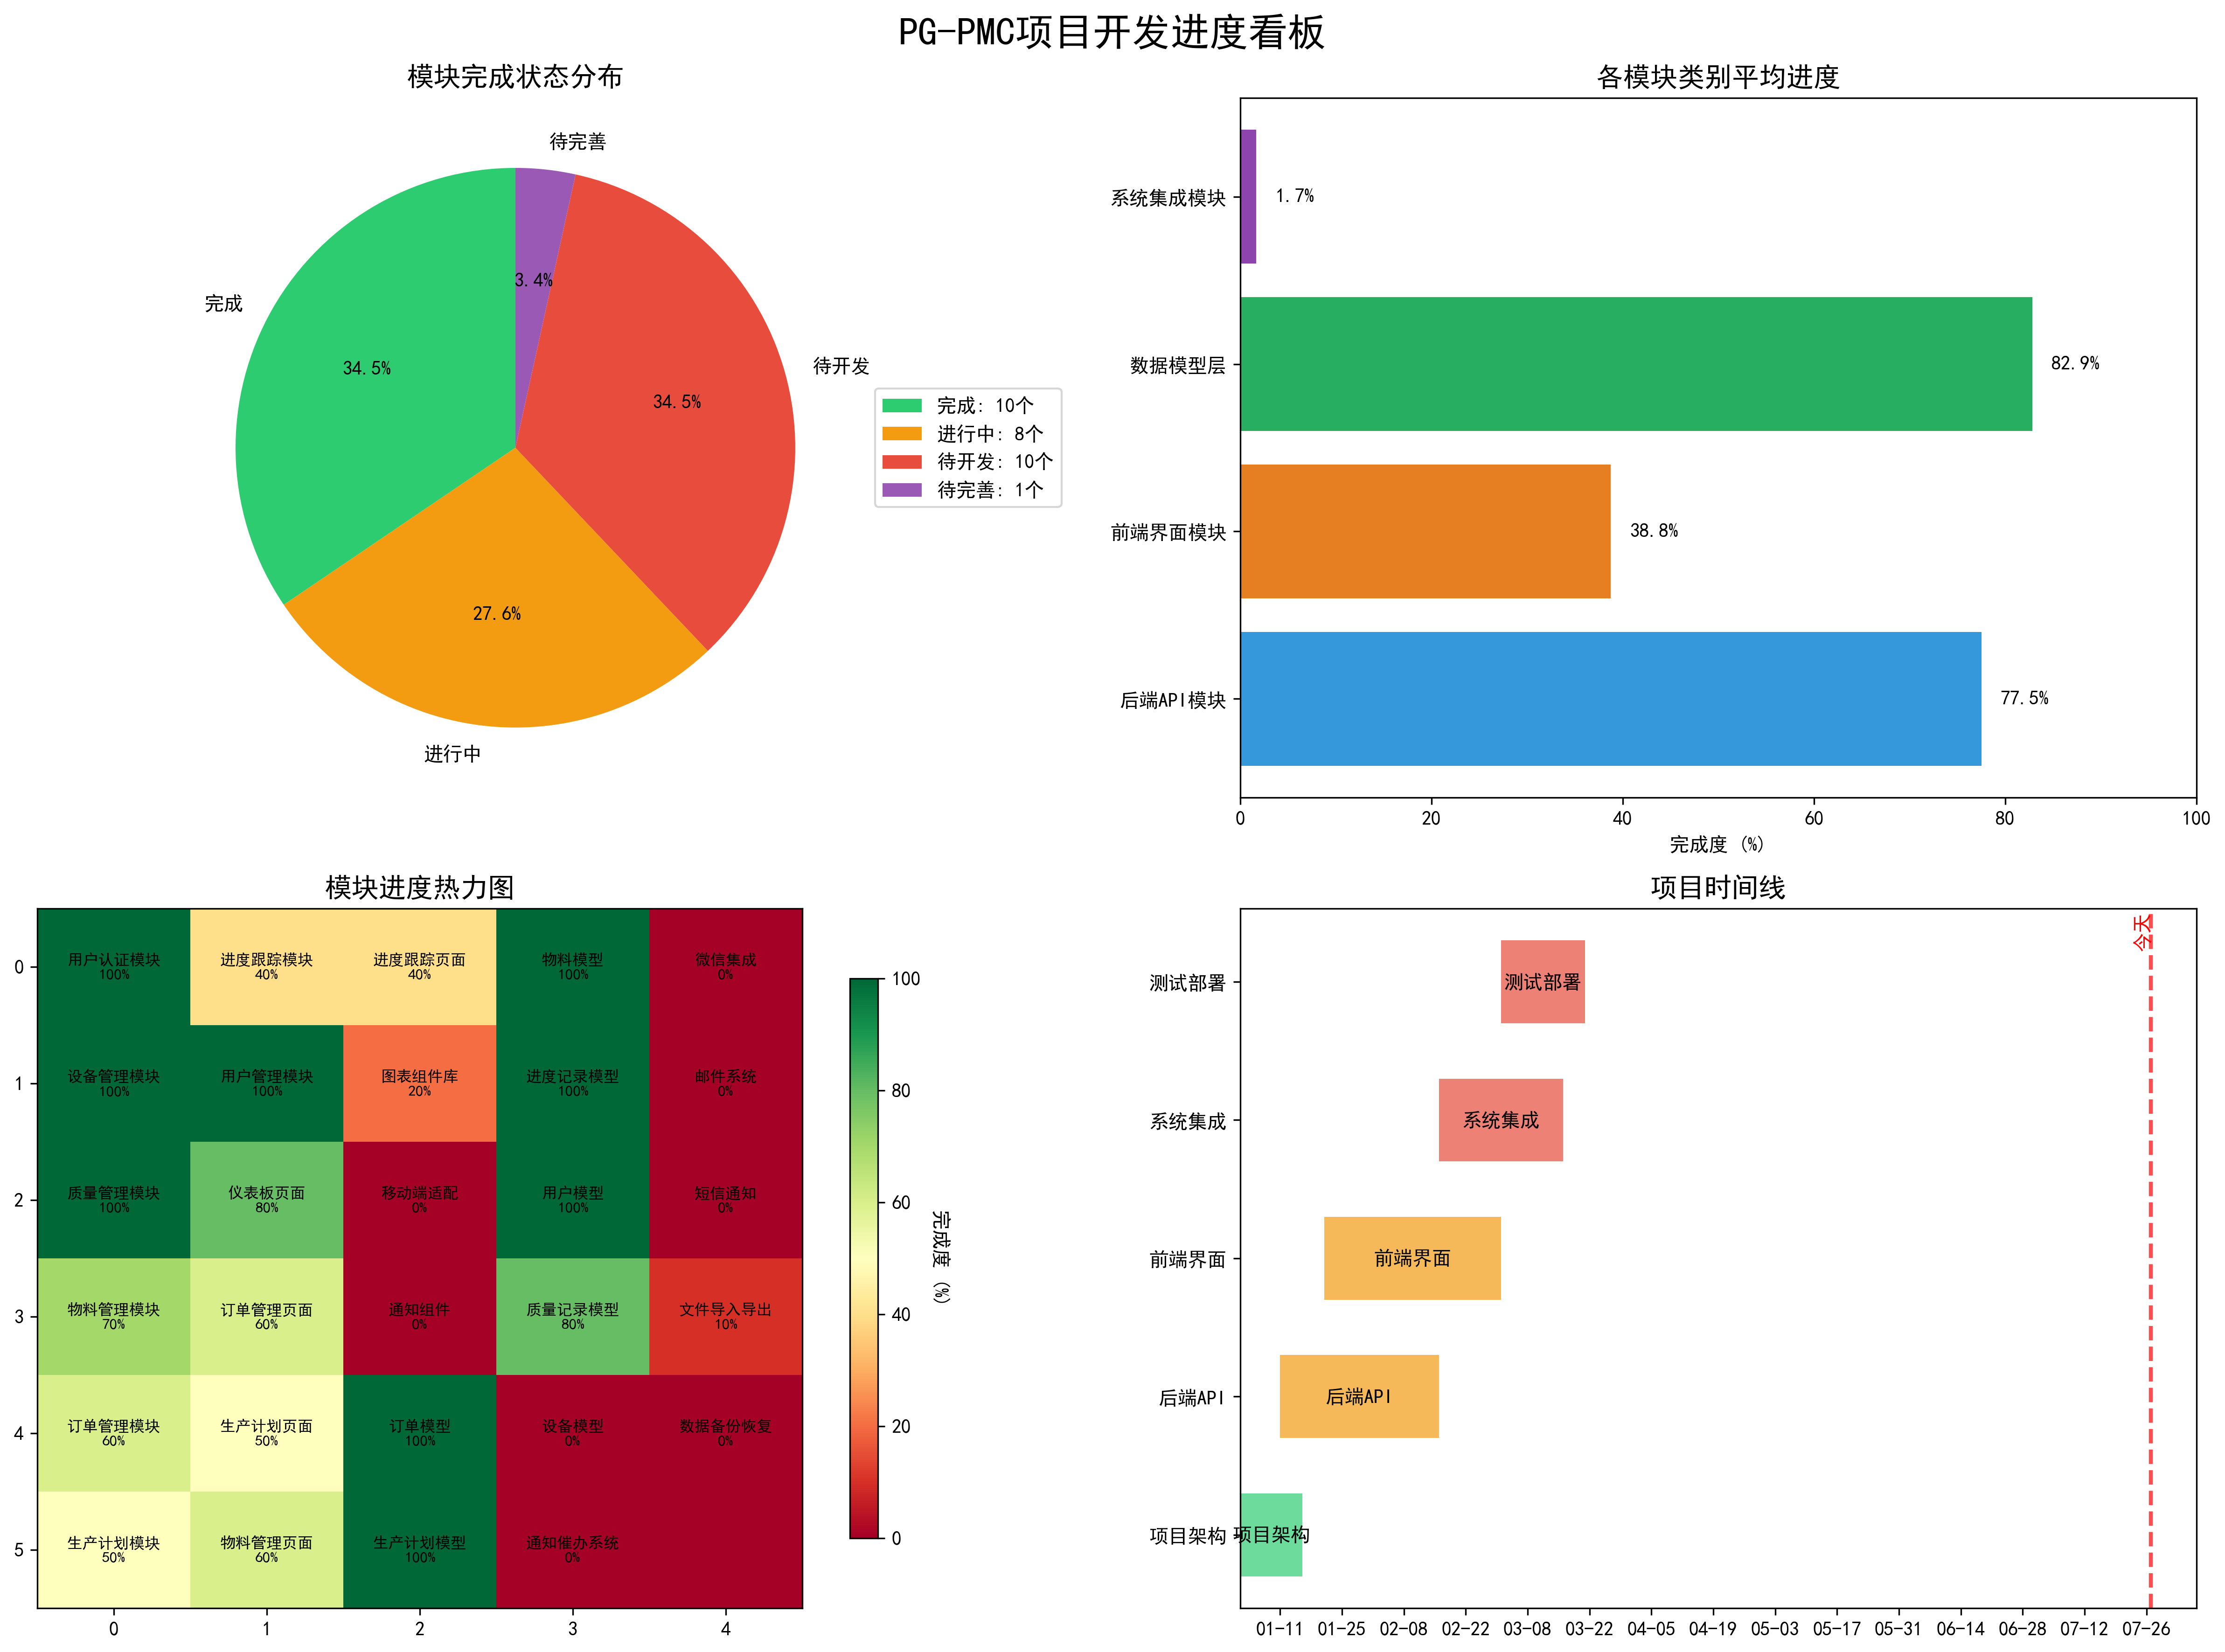 PG-PMC项目开发进度看板
模块完成状态分布
待完善
3.4%
完成
34.5%
待开发
34.5%
27.6%
进行中
完成: 10个
进行中: 8个
待开发: 10个
待完善: 1个
各模块类别平均进度
系统集成模块
1.7%
数据模型层
82.9%
前端界面模块
38.8%
后端API模块
77.5%
0 20 40 60 80 100
完成度 (%)
模块进度热力图
0
用户认证模块
100%
进度跟踪模块
40%
进度跟踪页面
40%
物料模型
100%
微信集成
0%
1
设备管理模块
100%
用户管理模块
100%
图表组件库
20%
进度记录模型
100%
邮件系统
0%
2
质量管理模块
100%
仪表板页面
80%
移动端适配
0%
用户模型
100%
短信通知
0%
3
物料管理模块
70%
订单管理页面
60%
通知组件
0%
质量记录模型
80%
文件导入导出
10%
4
订单管理模块
60%
生产计划页面
50%
订单模型
100%
设备模型
0%
数据备份恢复
0%
5
生产计划模块
50%
物料管理页面
60%
生产计划模型
100%
通知催办系统
0%
0 1 2 3 4
100
80
60
40
20
0
完成度 (%)
项目时间线
今天
测试部署
测试部署
系统集成
系统集成
前端界面
前端界面
后端API
后端API
项目架构
项目架构
01-11 01-25 02-08 02-22 03-08 03-22 04-05 04-19 05-03 05-17 05-31 06-14 06-28 07-12 07-26